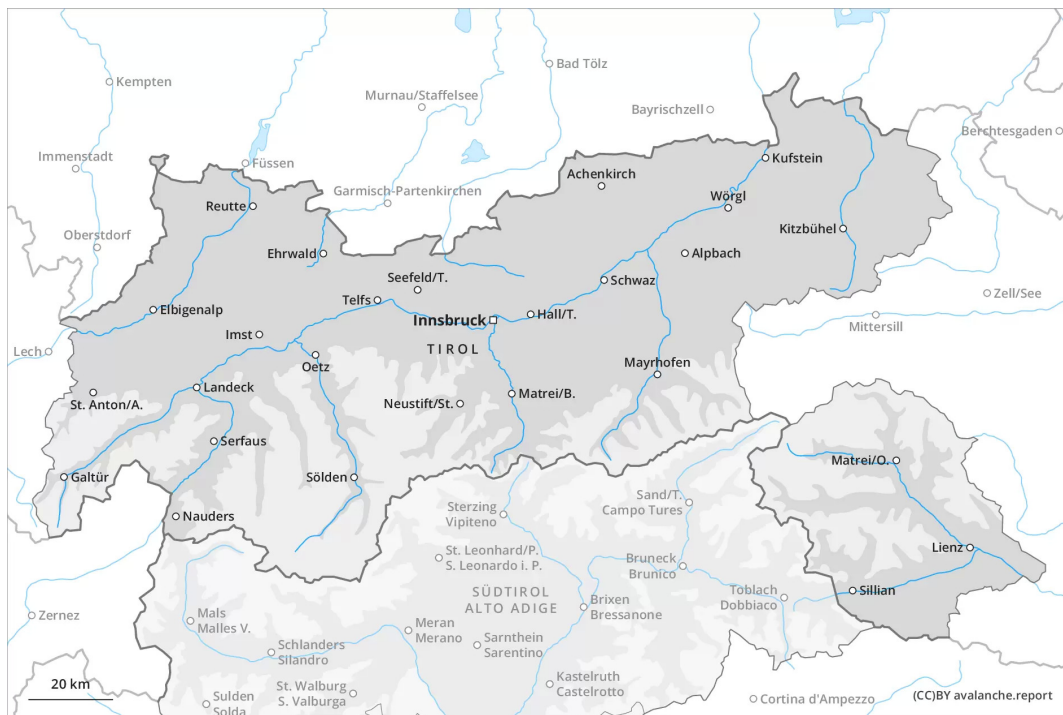 Kempten
Bad Tölz
Murnau/Staffelsee
Bayrischzell
Berchtesgaden
Immenstadt
Füssen
Kufstein
Achenkirch
Garmisch-Partenkirchen
Reutte
Wörgl
Oberstdorf
Kitzbühel
Ehrwald
Alpbach
Seefeld/T.
Schwaz
Zell/See
Telfs
Elbigenalp
Hall/T.
Innsbruck
Mittersill
Imst
TIROL
Lech
Oetz
Mayrhofen
Landeck
St. Anton/A.
Neustift/St.
Matrei/B.
Serfaus
Matrei/O.
Galtür
Sölden
Sand/T.
Campo Tures
Sterzing
Vipiteno
Nauders
Lienz
St. Leonhard/P.
S. Leonardo i. P.
Bruneck
Brunico
SÜDTIROL
ALTO ADIGE
Toblach
Dobbiaco
Sillian
Brixen
Bressanone
Zernez
Mals
Malles V.
Meran
Merano
Sarnthein
Sarentino
Schlanders
Silandro
Kastelruth
Castelrotto
20 km
St. Walburg
S. Valburga
Sulden
Solda
Cortina d'Ampezzo
(CC)BY avalanche.report